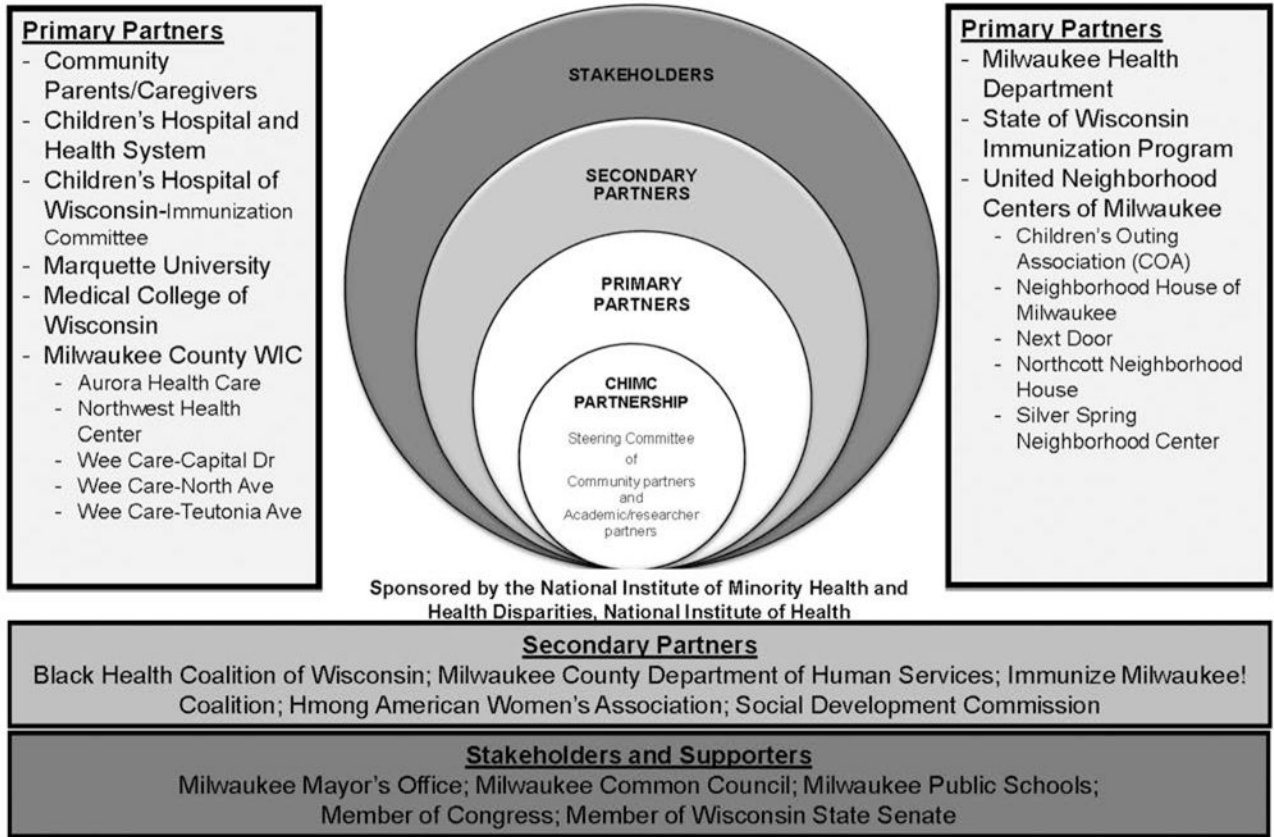 Primary Partners
- Community
Parents/Caregivers
- Children's Hospital and
Health System
- Children's Hospital of
Wisconsin-Immunization
Committee
- Marquette University
- Medical College of
Wisconsin
- Milwaukee County WIC
- Aurora Health Care
- Northwest Health
Center
- Wee Care-Capital Dr
- Wee Care-North Ave
- Wee Care-Teutonia Ave
STAKEHOLDERS
SECONDARY
PARTNERS
PRIMARY
PARTNERS
CHIMC
PARTNERSHIP
Steering Committee
of
Community partners
and
Academic/researcher
partners
Sponsored by the National Institute of Minority Health and
Health Disparities, National Institute of Health
Primary Partners
- Milwaukee Health
Department
- State of Wisconsin
Immunization Program
- United Neighborhood
Centers of Milwaukee
- Children's Outing
Association (COA)
- Neighborhood House of
Milwaukee
- Next Door
- Northcott Neighborhood
House
- Silver Spring
Neighborhood Center
Secondary Partners
Black Health Coalition of Wisconsin; Milwaukee County Department of Human Services; Immunize Milwaukee!
Coalition; Hmong American Women's Association; Social Development Commission
Stakeholders and Supporters
Milwaukee Mayor's Office; Milwaukee Common Council; Milwaukee Public Schools;
Member of Congress; Member of Wisconsin State Senate